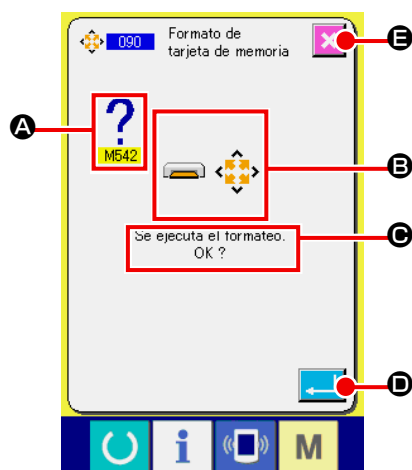 090
Formato de
tarjeta de memoria
E
A
?
M542
B
Se ejecuta el formateo.
OK ?
C
D
i
M